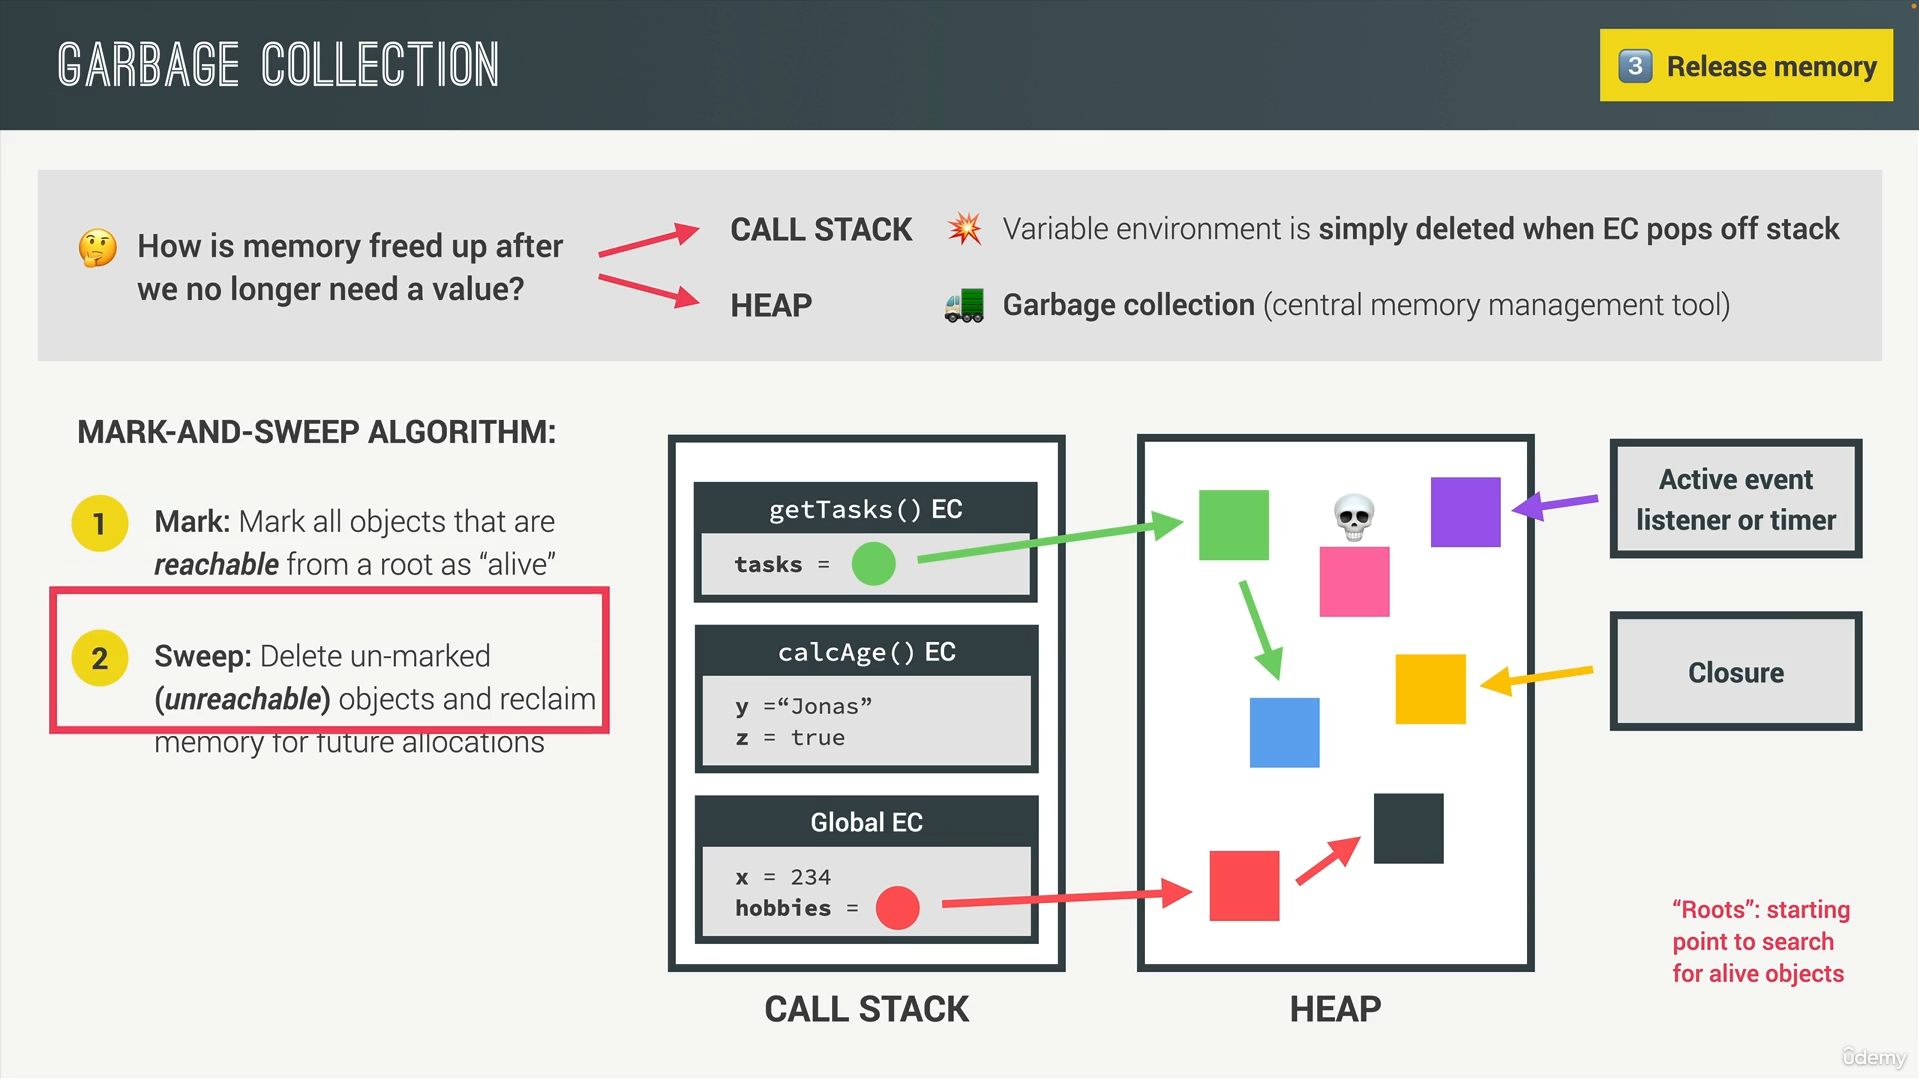 GARBAGE COLLECTION
3 Release memory
How is memory freed up after
we no longer need a value?
CALL STACK
Variable environment is simply deleted when EC pops off stack
HEAP
Garbage collection (central memory management tool)
MARK-AND-SWEEP ALGORITHM:
1
Mark: Mark all objects that are
reachable from a root as “alive”
2
Sweep: Delete un-marked
(unreachable) objects and reclaim
memory for future allocations
getTasks() EC
tasks =
calcAge() EC
y =“Jonas”
z = true
Global EC
x = 234
hobbies =
CALL STACK
HEAP
Active event
listener or timer
Closure
“Roots”: starting
point to search
for alive objects
ûdemy